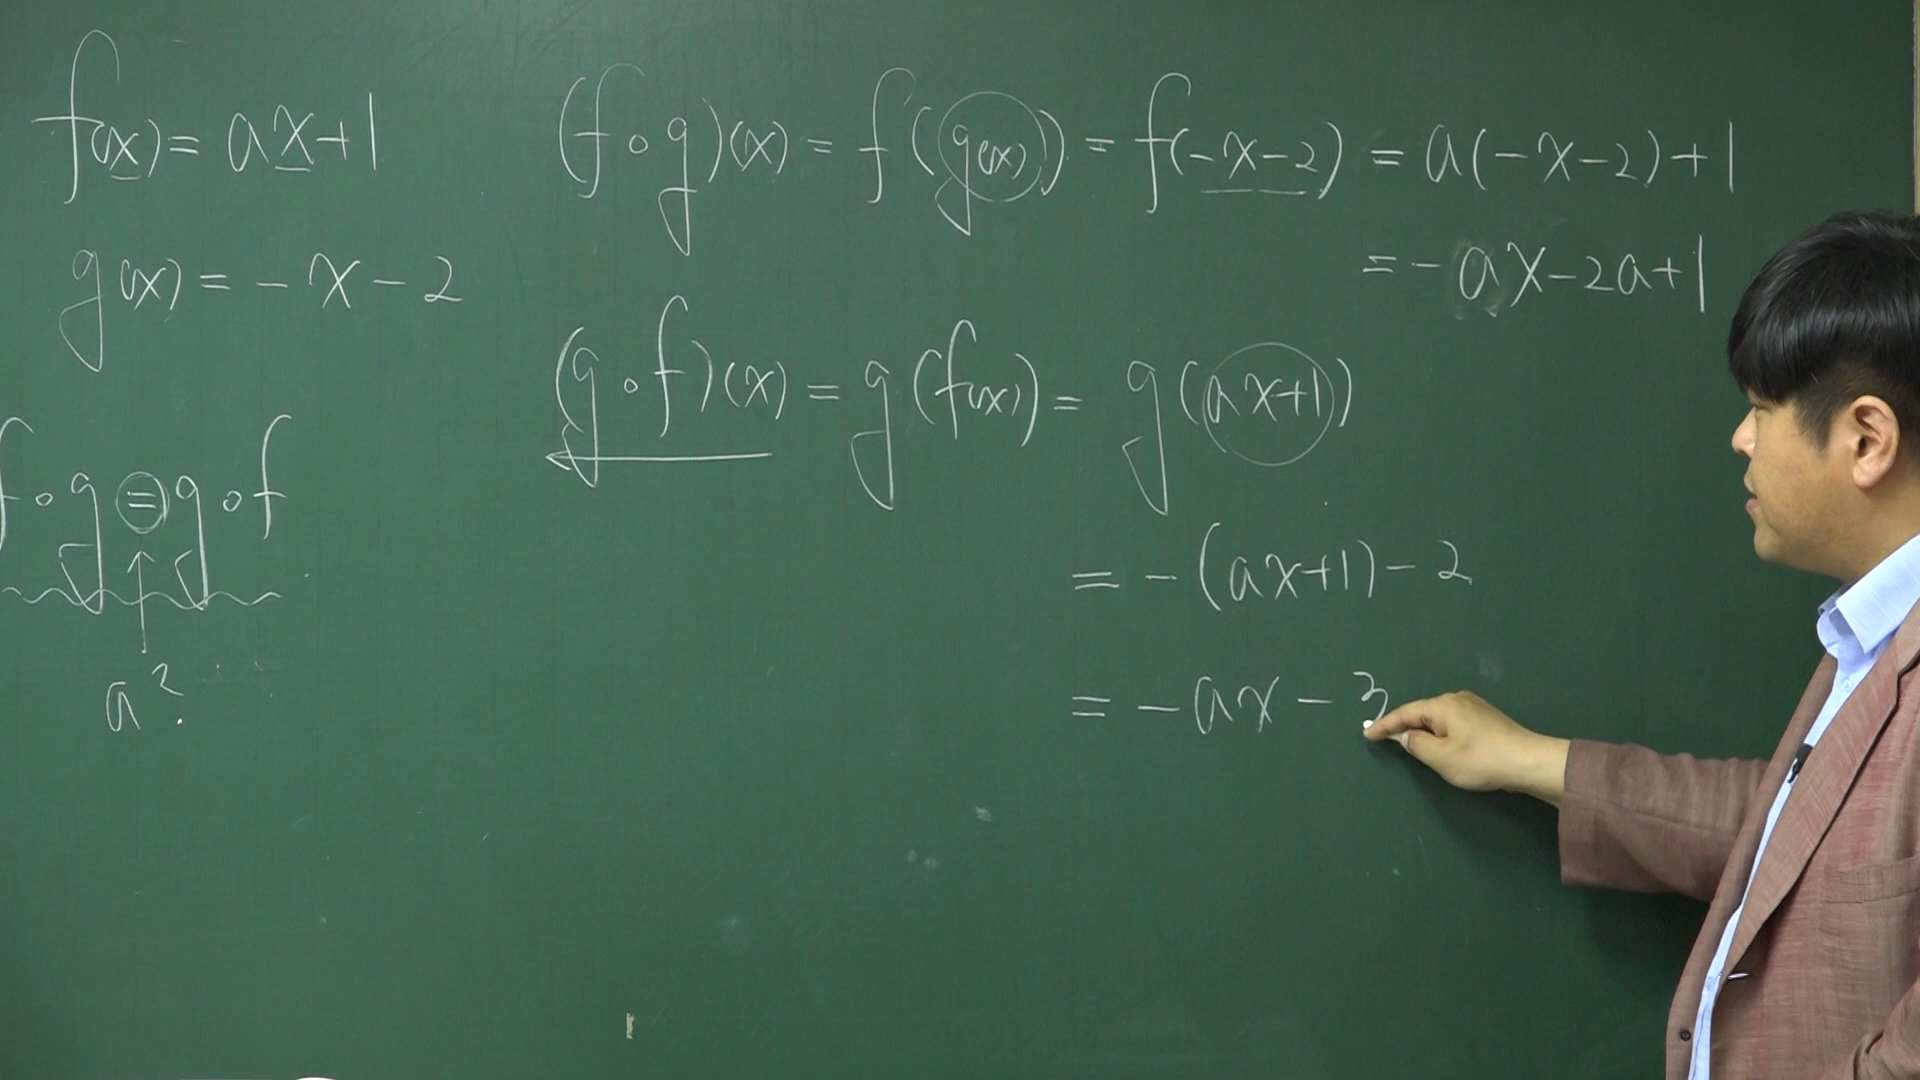 f(x) = ax+1
g(x) = -x-2
f∘g = g∘f
a?
(f∘g)(x) = f(g(x)) = f(-x-2) = a(-x-2)+1
= -ax-2a+1
(g∘f)(x) = g(f(x)) = g(ax+1)
= -(ax+1)-2
= -ax-3